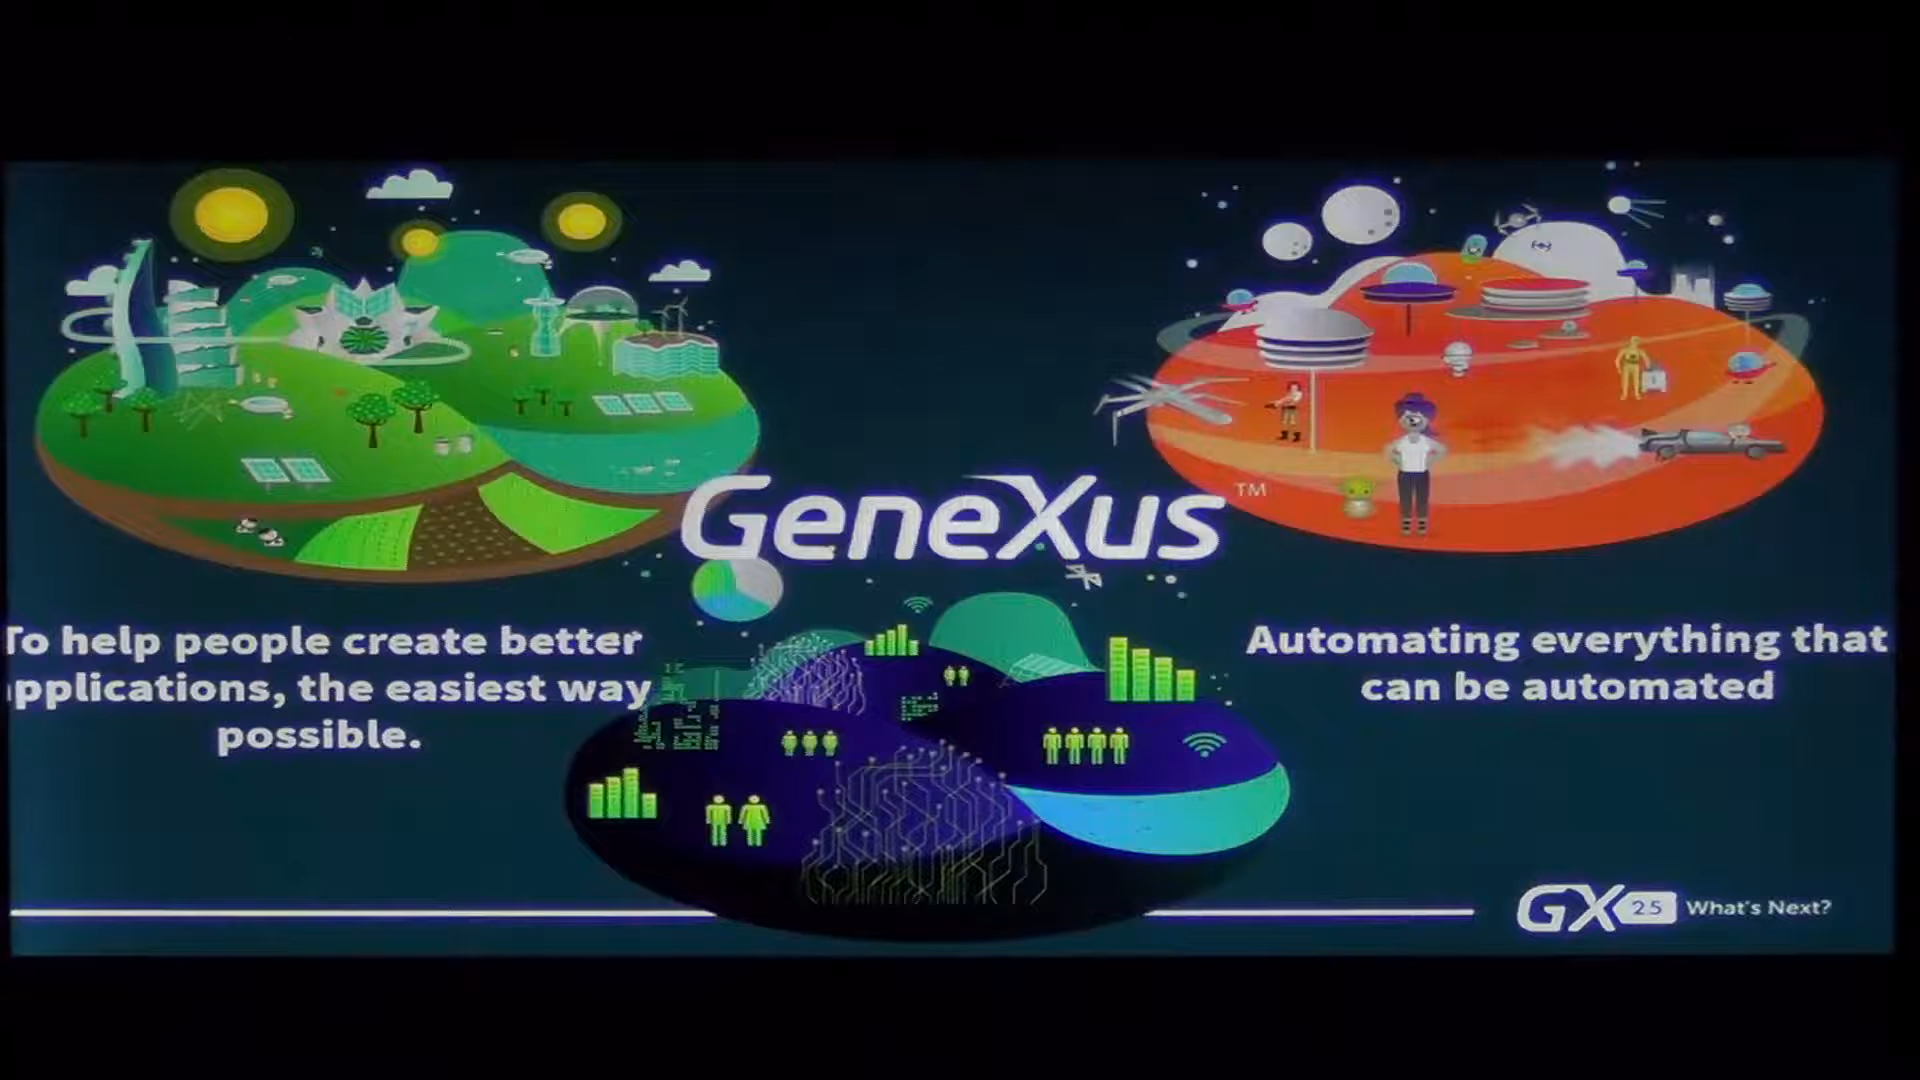 GeneXus™
To help people create better
pplications, the easiest way
possible.
Automating everything that
can be automated
GX 25 What's Next?